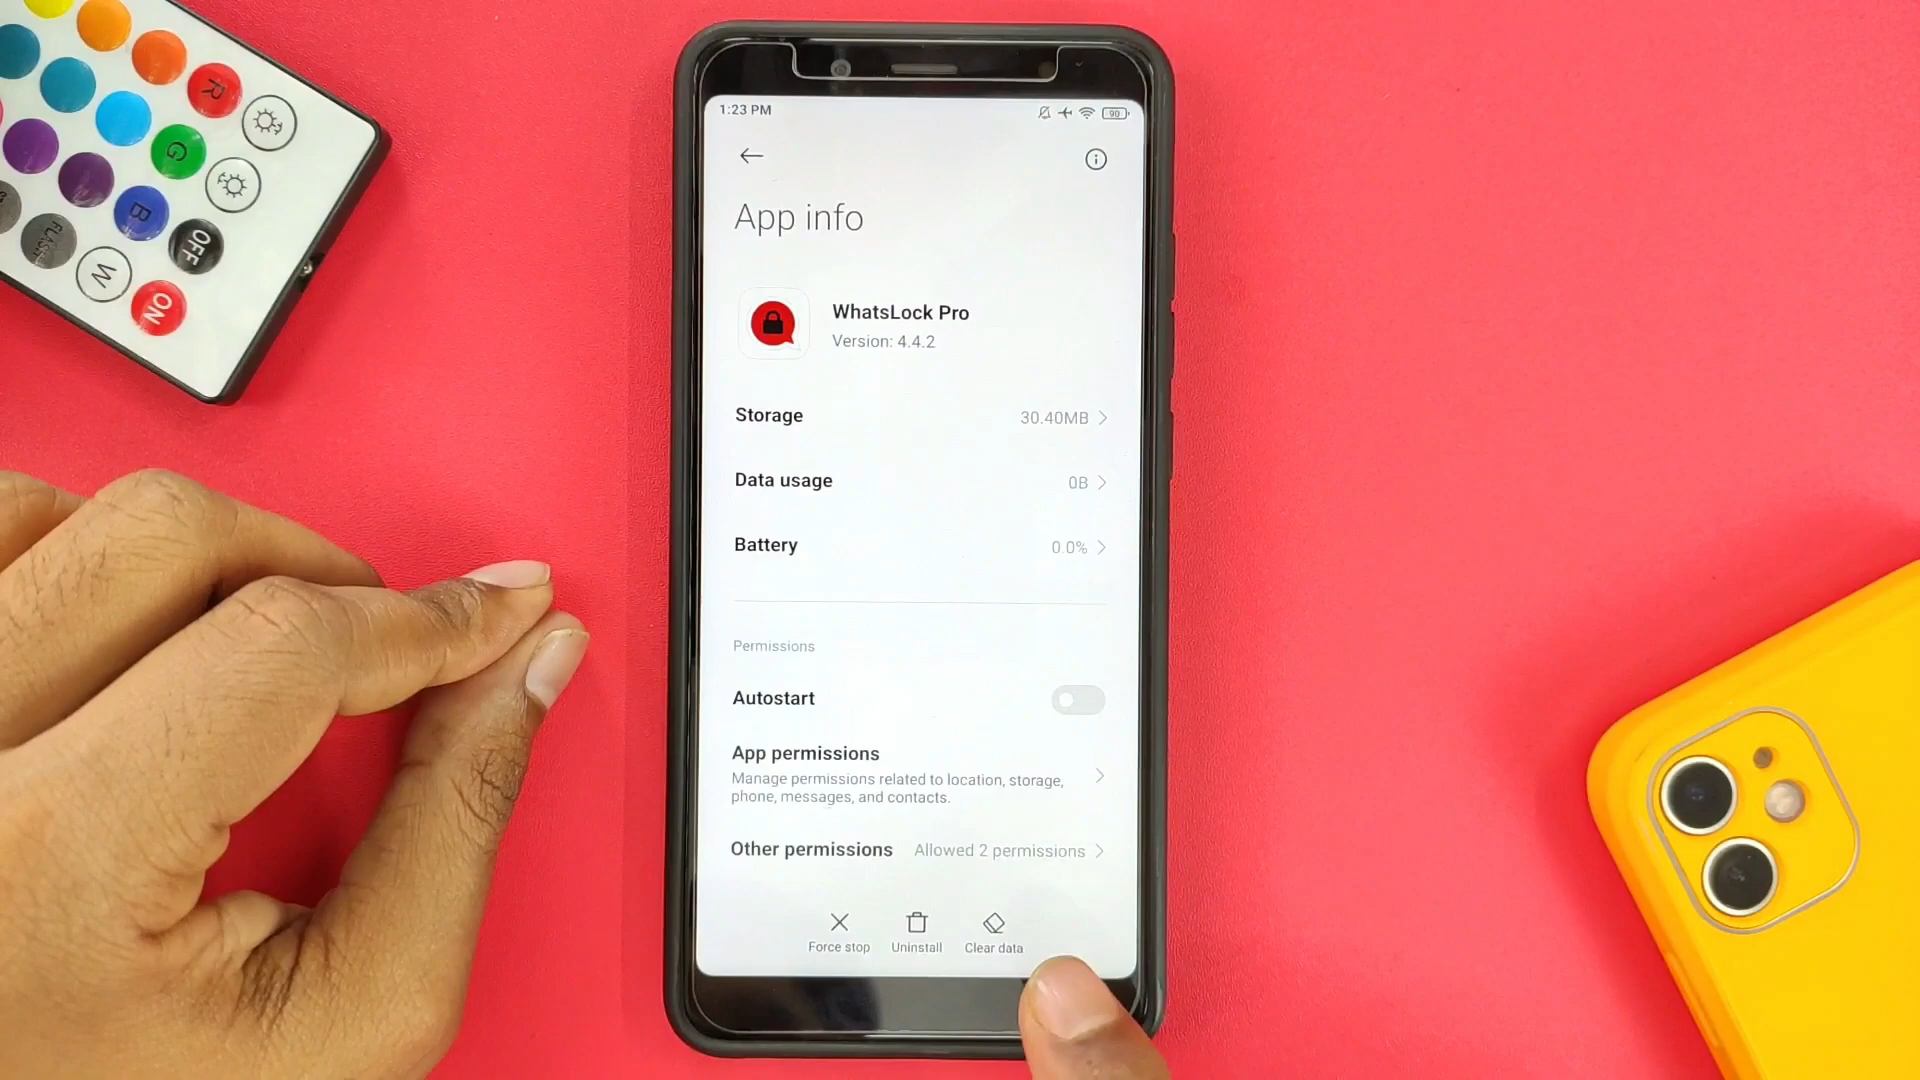 R
G
B
OFF
FLASH
W
ON
1:23 PM
90
App info
WhatsLock Pro
Version: 4.4.2
Storage 30.40MB
Data usage 0B
Battery 0.0%
Permissions
Autostart
App permissions
Manage permissions related to location, storage,
phone, messages, and contacts.
Other permissions Allowed 2 permissions
Force stop Uninstall Clear data